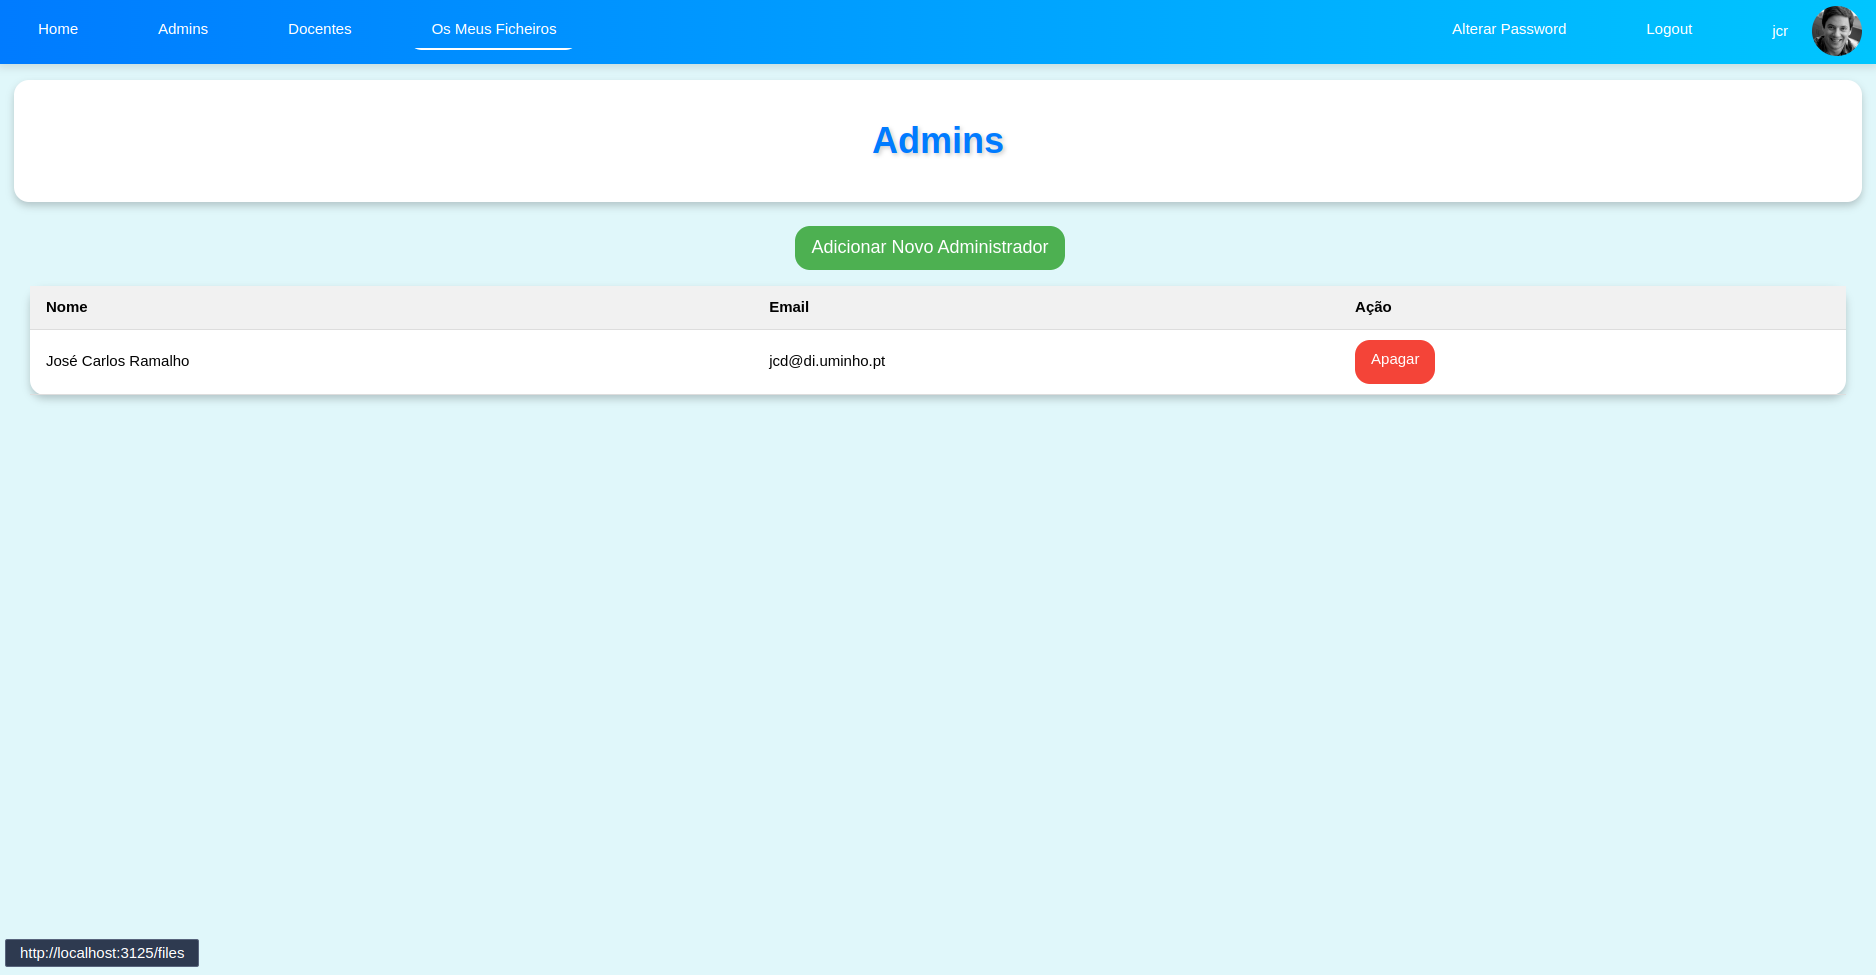 Home Admins Docentes Os Meus Ficheiros Alterar Password Logout jcr
Admins
Adicionar Novo Administrador
Nome Email Ação
José Carlos Ramalho jcd@di.uminho.pt Apagar
http://localhost:3125/files